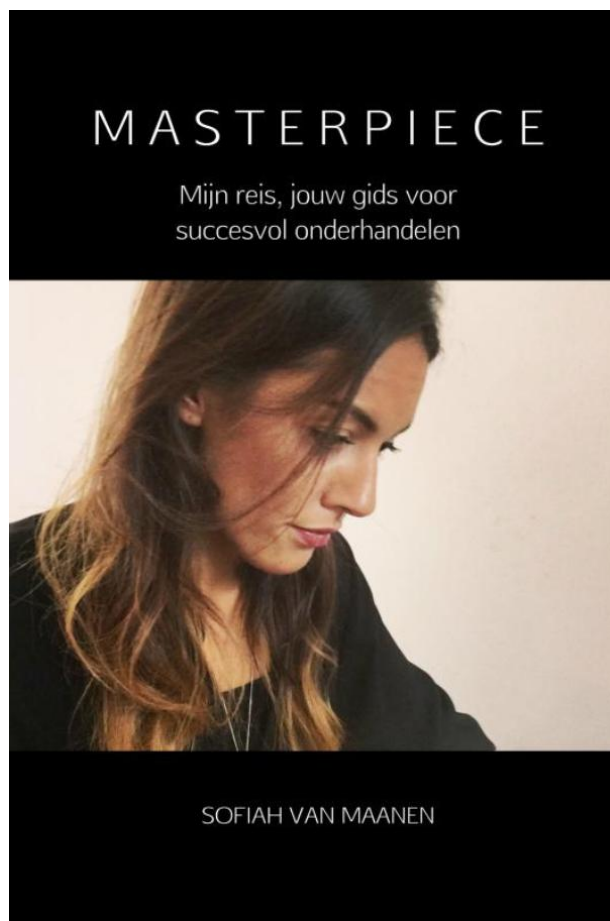 MASTERPIECE
Mijn reis, jouw gids voor
succesvol onderhandelen
SOFIAH VAN MAANEN